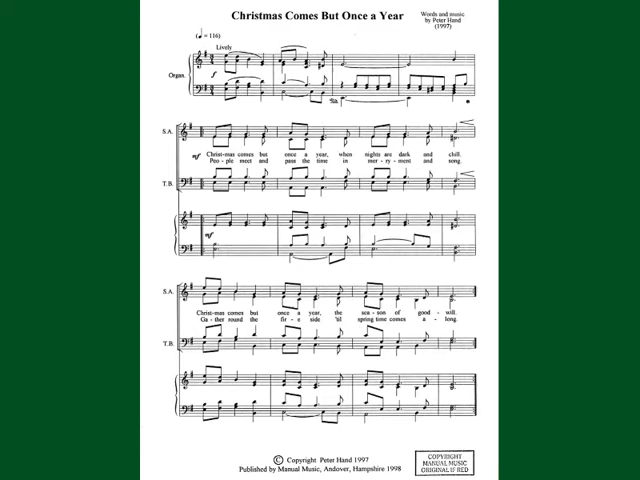 Christmas Comes But Once a Year
Words and music
by Peter Hand
(1997)
(♩ = 116)
Lively
Organ.
f
S.A.
mf
Christ-mas comes but once a year, when nights are dark and chill.
Peo - ple meet and pass the time in mer - ry - ment and song.
T.B.
mf
S.A.
Christ-mas comes but once a year, the sea - son of good - will.
Ga - ther round the fir - e side 'til spring time comes a - long.
T.B.
© Copyright Peter Hand 1997
Published by Manual Music, Andover, Hampshire 1998
COPYRIGHT
MANUAL MUSIC
ORIGINAL IF RED